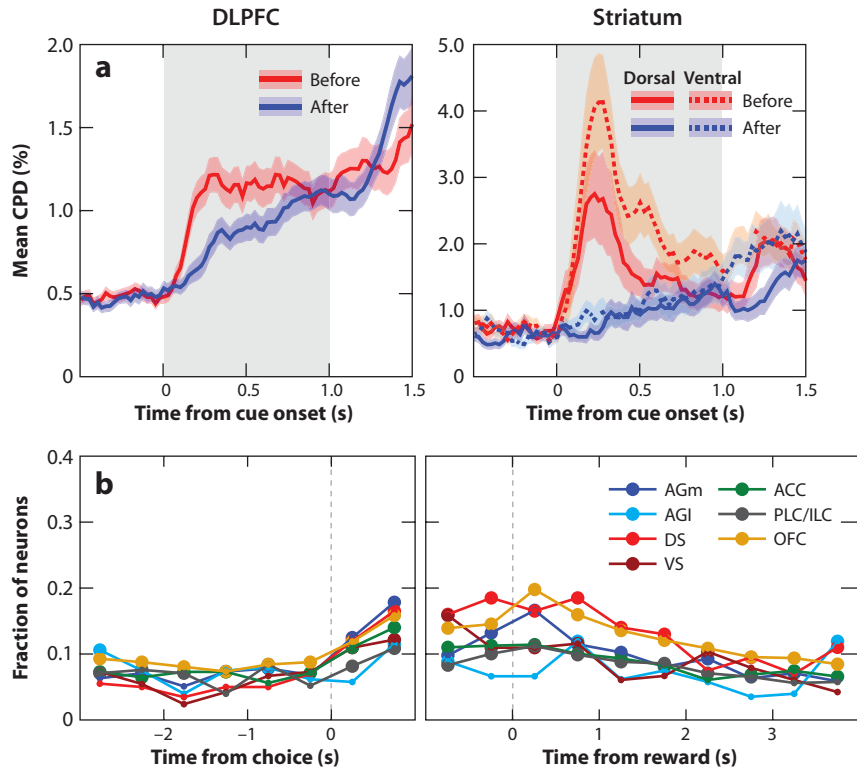 DLPFC
Striatum
a
2.0
1.5
1.0
0.5
0
Mean CPD (%)
Before
After
0
0.5
1.0
1.5
Time from cue onset (s)
5.0
4.0
3.0
2.0
1.0
0
Dorsal Ventral
Before
After
0
0.5
1.0
1.5
Time from cue onset (s)
b
0.4
0.3
0.2
0.1
0
Fraction of neurons
−2
−1
0
Time from choice (s)
AGm
AGl
DS
VS
ACC
PLC/ILC
OFC
0
1
2
3
Time from reward (s)